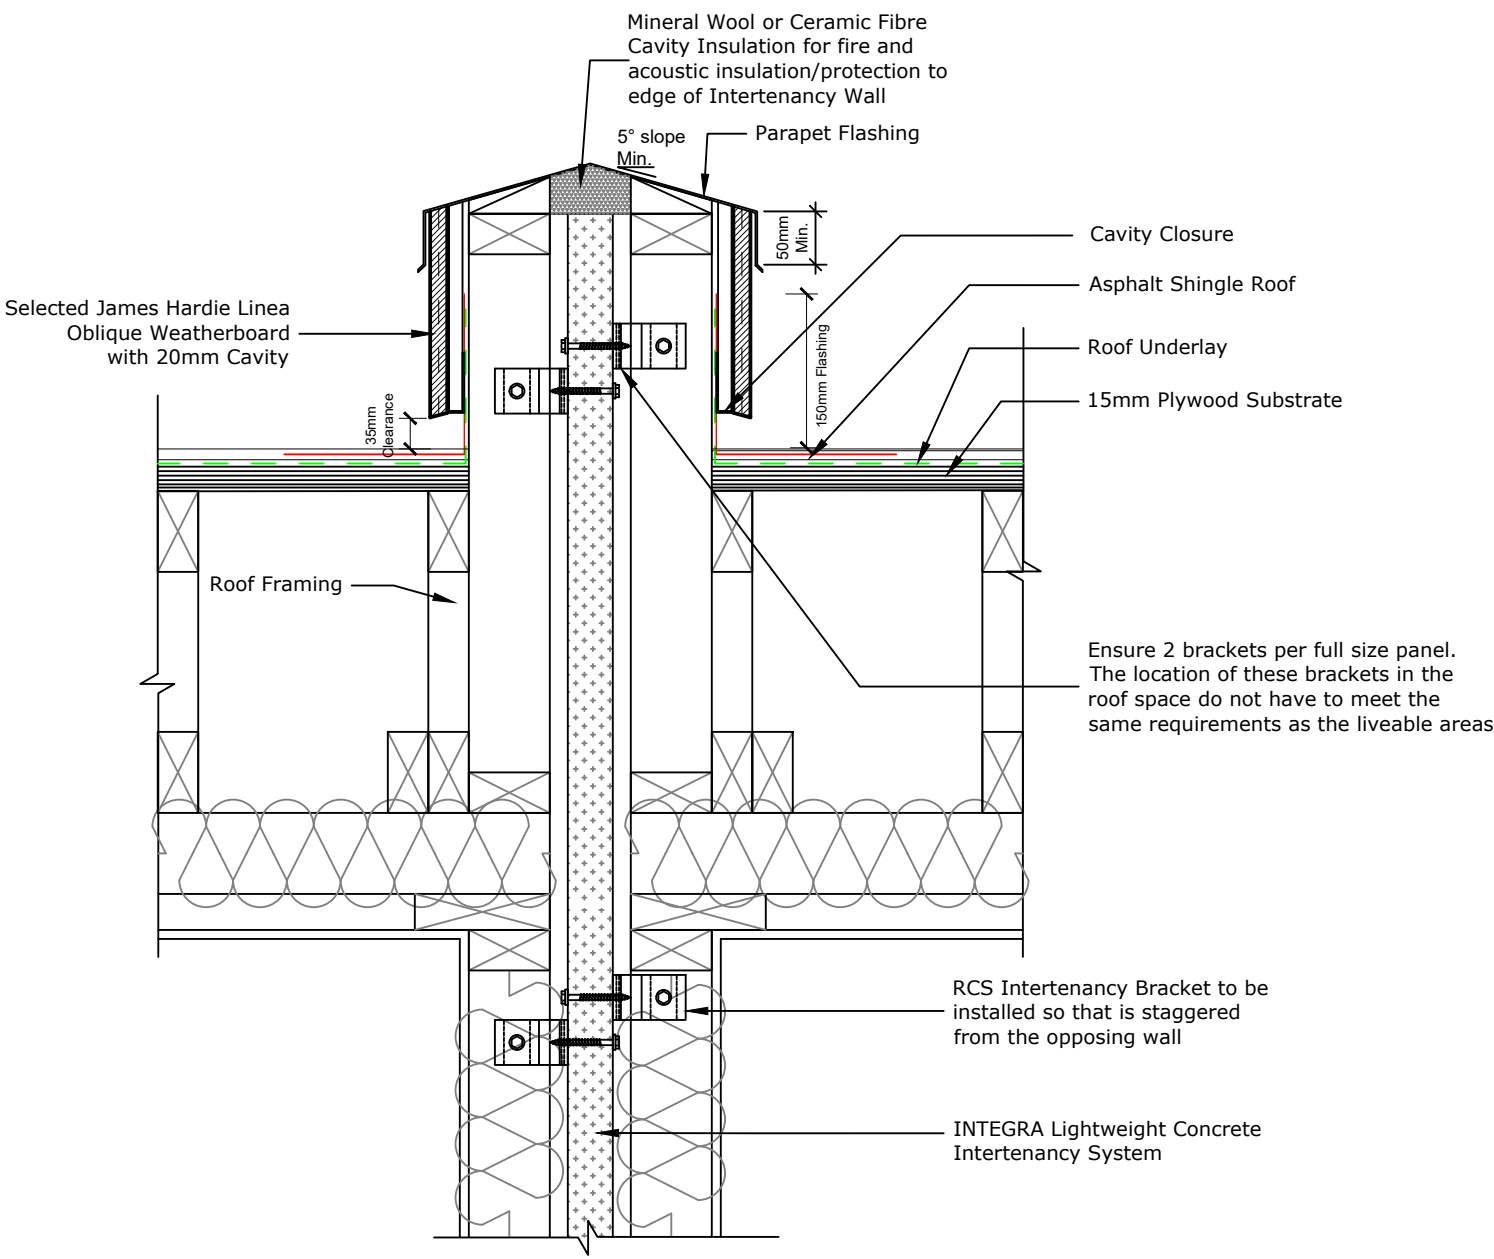 Mineral Wool or Ceramic Fibre
Cavity Insulation for fire and
acoustic insulation/protection to
edge of Intertenancy Wall
5° slope
Min.
Parapet Flashing
50mm
Min.
Cavity Closure
Asphalt Shingle Roof
Selected James Hardie Linea
Oblique Weatherboard
with 20mm Cavity
150mm Flashing
Roof Underlay
15mm Plywood Substrate
35mm
Clearance
Roof Framing
Ensure 2 brackets per full size panel.
The location of these brackets in the
roof space do not have to meet the
same requirements as the liveable areas
RCS Intertenancy Bracket to be
installed so that is staggered
from the opposing wall
INTEGRA Lightweight Concrete
Intertenancy System